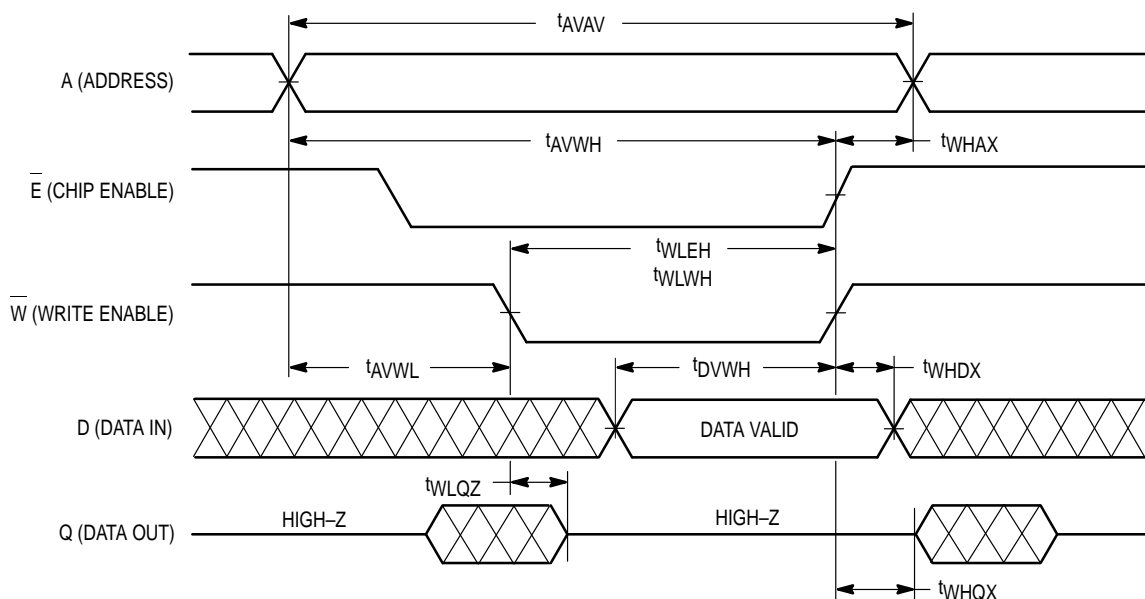 tAVAV
A (ADDRESS)
tAVWH
tWHAX
E (CHIP ENABLE)
tWLEH
tWLWH
W (WRITE ENABLE)
tAVWL
tDVWH
tWHDX
D (DATA IN)
DATA VALID
tWLQZ
Q (DATA OUT)
HIGH–Z
HIGH–Z
tWHQX